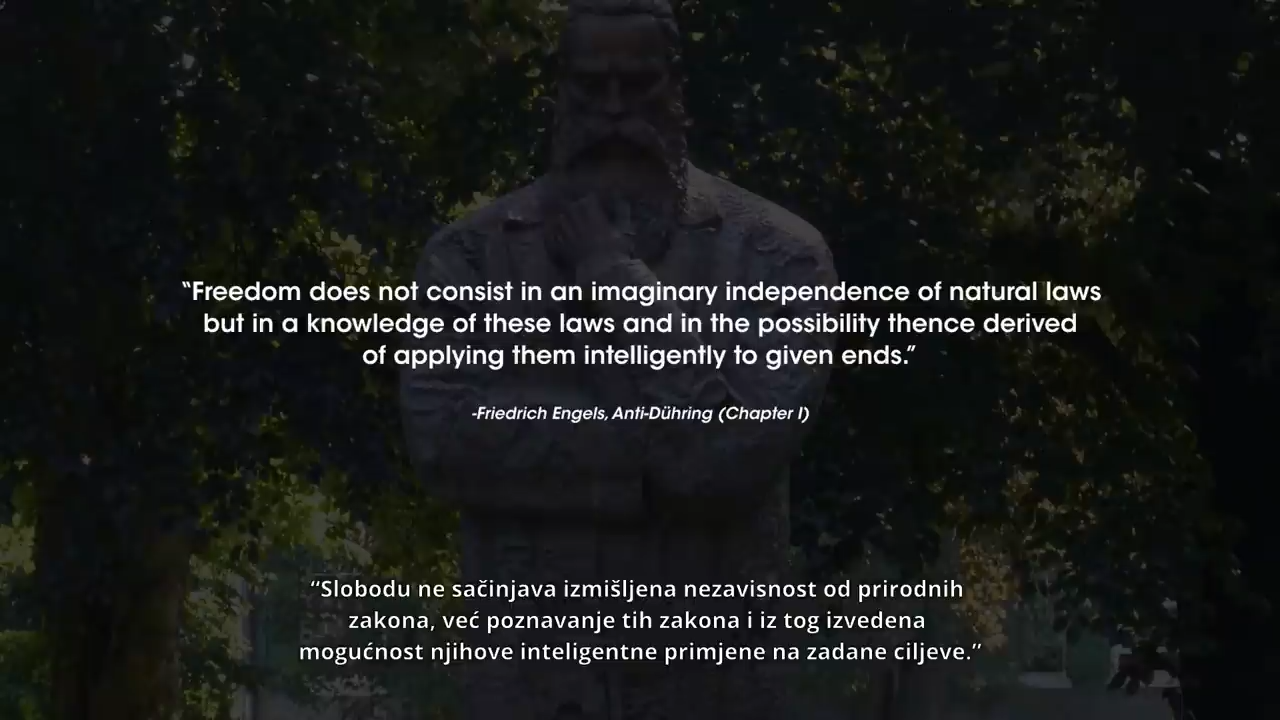 “Freedom does not consist in an imaginary independence of natural laws
but in a knowledge of these laws and in the possibility thence derived
of applying them intelligently to given ends.”
-Friedrich Engels, Anti-Dühring (Chapter I)
“Slobodu ne sačinjava izmišljena nezavisnost od prirodnih
zakona, već poznavanje tih zakona i iz tog izvedena
mogućnost njihove inteligentne primjene na zadane ciljeve.”